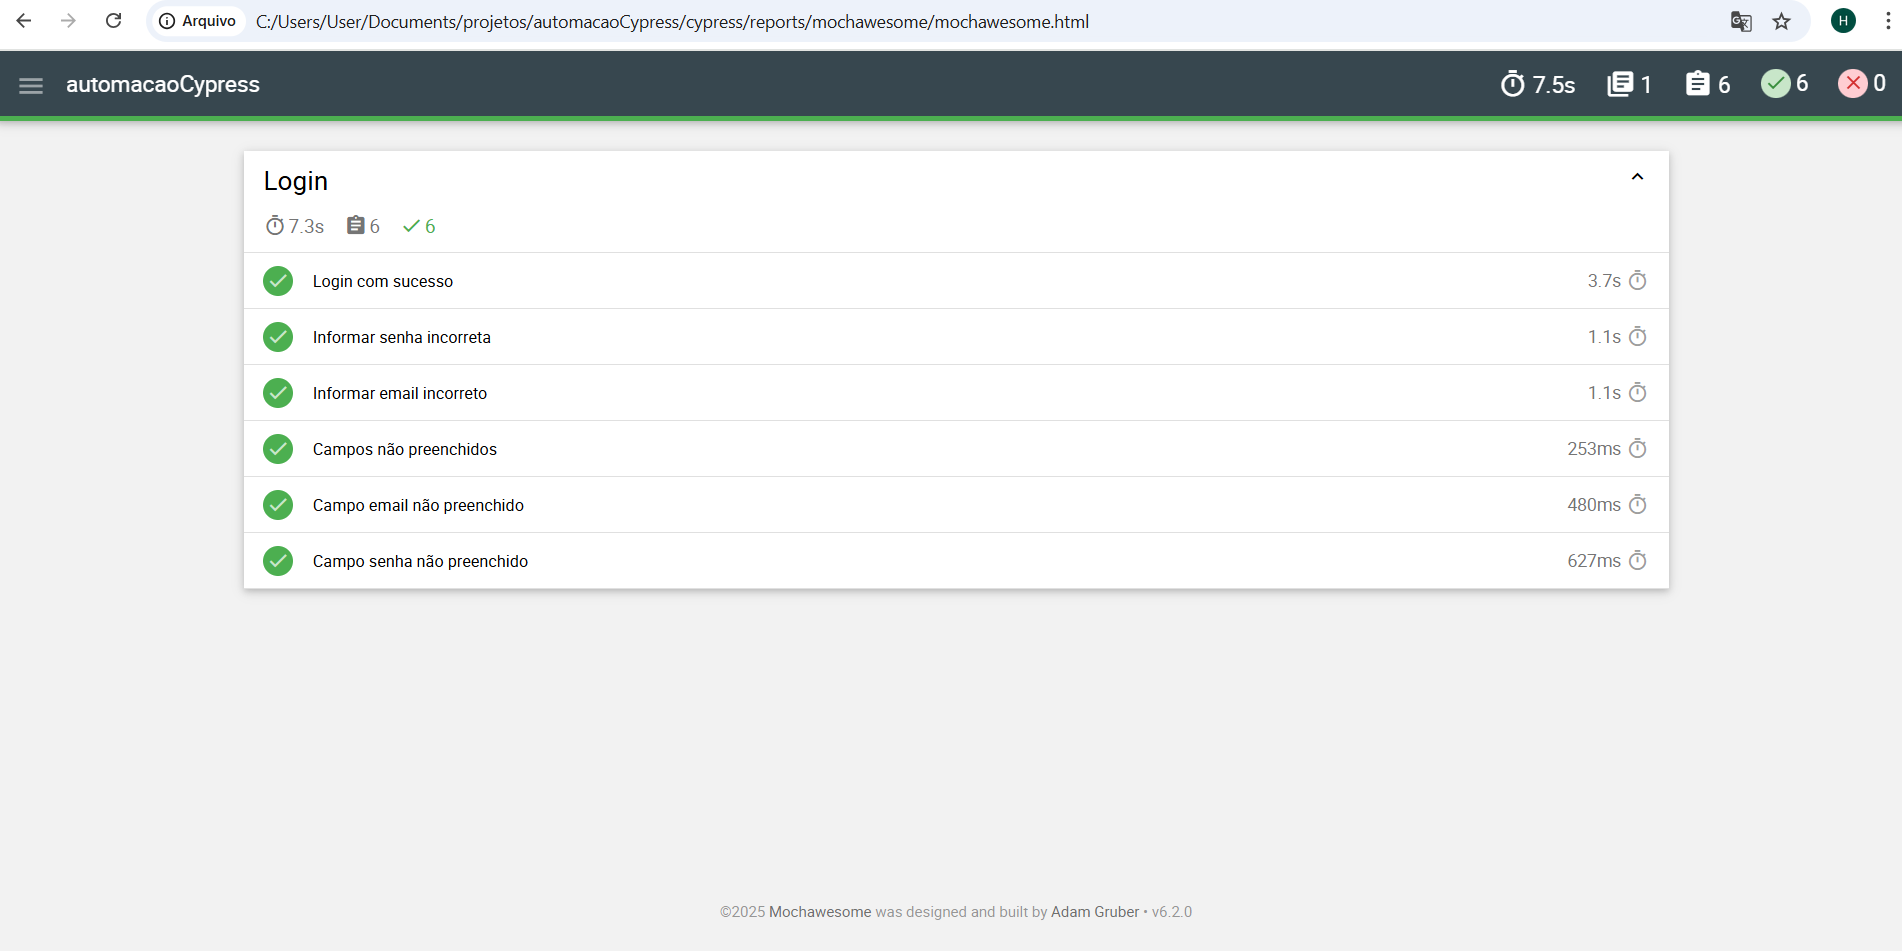 Arquivo C:/Users/User/Documents/projetos/automacaoCypress/cypress/reports/mochawesome/mochawesome.html H
automacaoCypress 7.5s 1 6 6 0
Login
7.3s 6 6
Login com sucesso 3.7s
Informar senha incorreta 1.1s
Informar email incorreto 1.1s
Campos não preenchidos 253ms
Campo email não preenchido 480ms
Campo senha não preenchido 627ms
©2025 Mochawesome was designed and built by Adam Gruber • v6.2.0